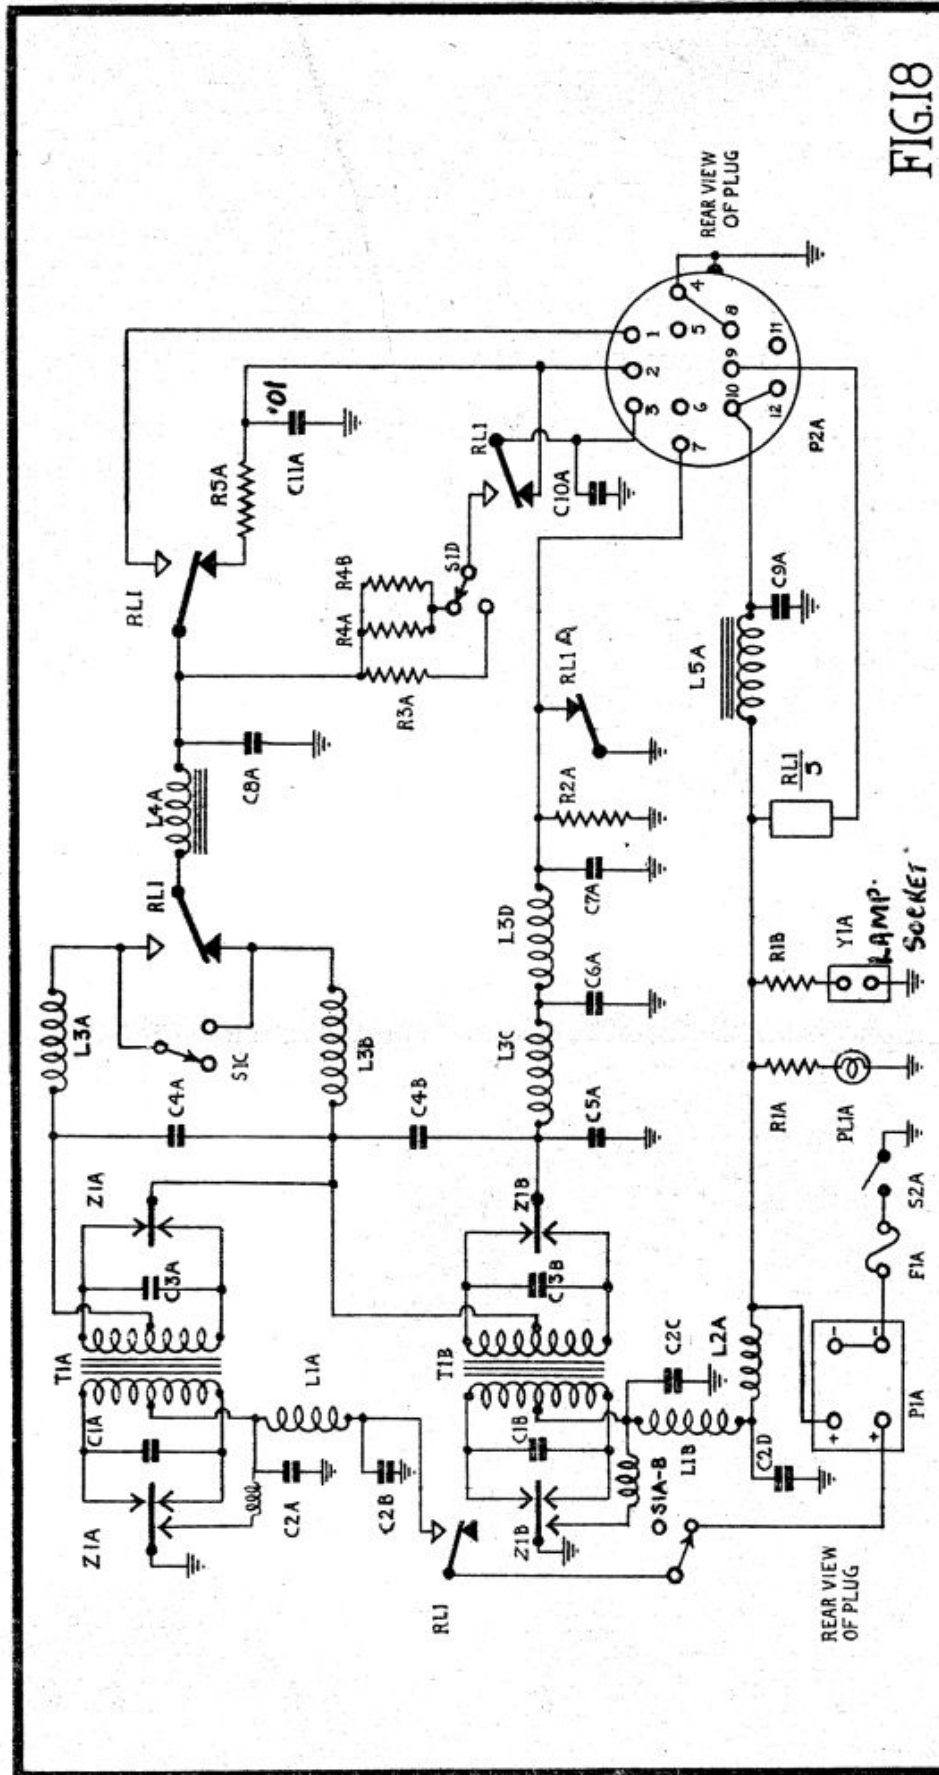 T1A
Z1A
C1A
C3A
Z1A
L1A
C2A
C2B
RL1
C4A
L3A
S1C
L3B
C4B
RL1
L4A
C8A
RL1
R5A
.01
C11A
R3A
R4A
R4B
S1D
RL1
C10A
T1B
Z1B
C1B
C3B
Z1B
C2C
L2A
L1B
S1A-B
C2D
C5A
L3C
C6A
L3D
C7A
R2A
RL1 A
L5A
C9A
RL1
5
R1A
PL1A
R1B
Y1A
LAMP.
SOCKET
S2A
F1A
P1A
+ -
+ -
REAR VIEW
OF PLUG
1
2
3
4
5
6
7
8
9
10
11
12
P2A
REAR VIEW
OF PLUG
FIG.18